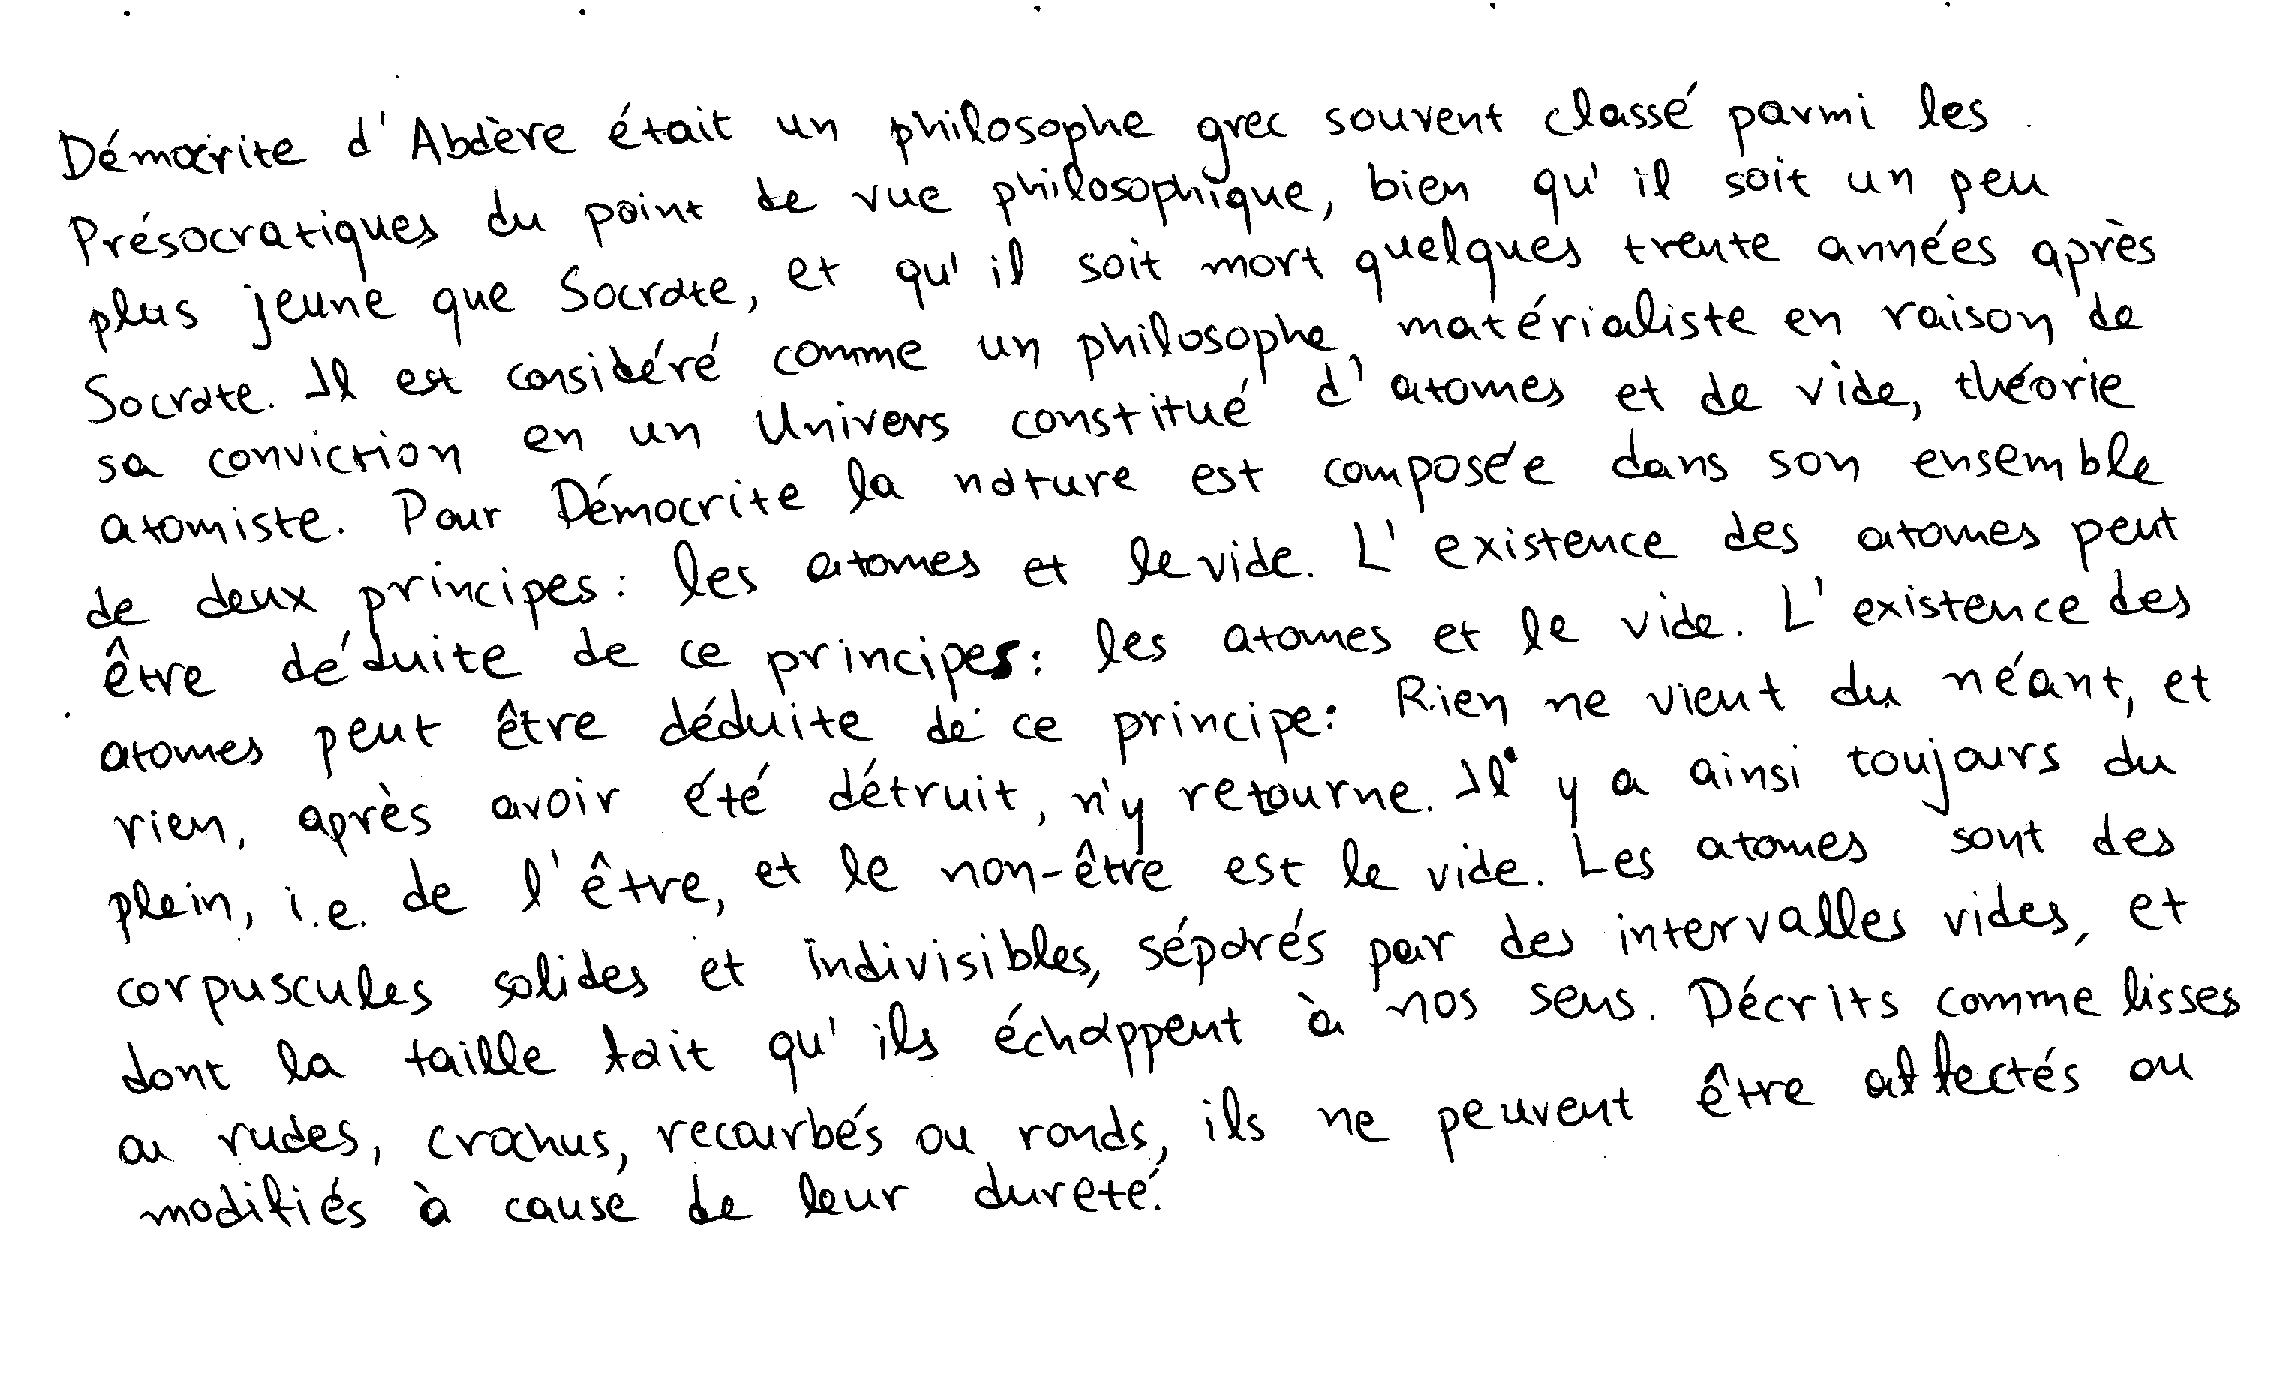 Démocrite d'Abdère était un philosophe grec souvent classé parmi les
Présocratiques du point de vue philosophique, bien qu'il soit un peu
plus jeune que Socrate, et qu'il soit mort quelques trente années après
Socrate. Il est considéré comme un philosophe matérialiste en raison de
sa conviction en un Univers constitué d'atomes et de vide, théorie
atomiste. Pour Démocrite la nature est composée dans son ensemble
de deux principes: les atomes et le vide. L'existence des atomes peut
être déduite de ce principes: les atomes et le vide. L'existence des
atomes peut être déduite de ce principe: Rien ne vient du néant, et
rien, après avoir été détruit, n'y retourne. Il y a ainsi toujours du
plein, i.e. de l'être, et le non-être est le vide. Les atomes sont des
corpuscules solides et indivisibles, séparés par des intervalles vides, et
dont la taille fait qu'ils échappent à nos sens. Décrits comme lisses
ou rudes, crochus, recourbés ou ronds, ils ne peuvent être affectés ou
modifiés à cause de leur dureté.